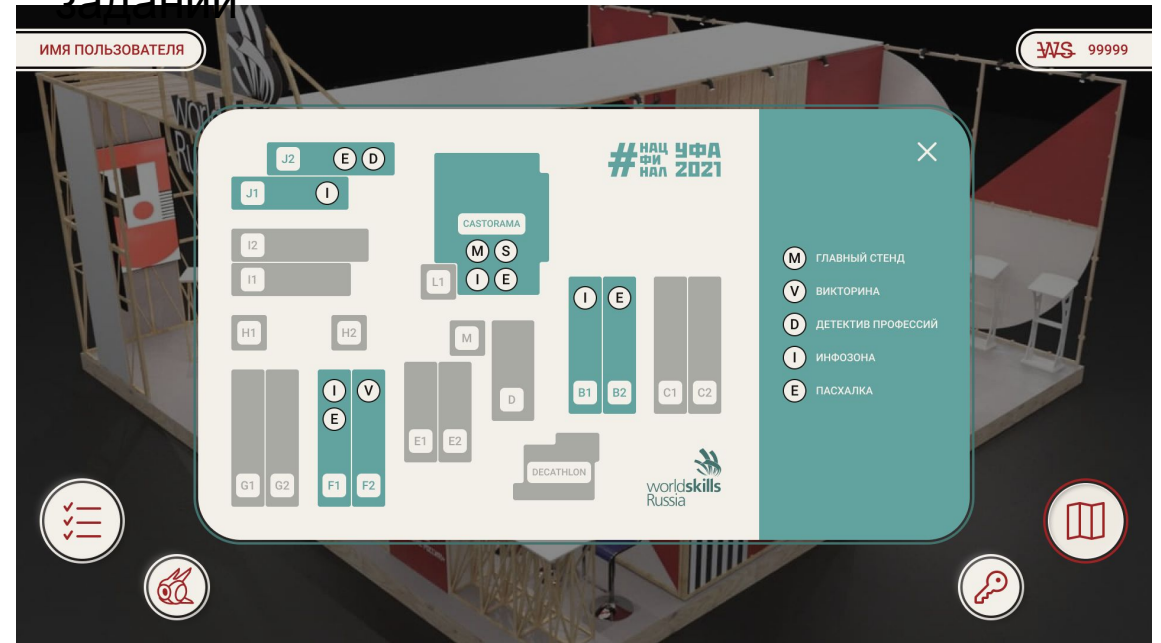 заданий
ИМЯ ПОЛЬЗОВАТЕЛЯ
WS 99999
J2
E
D
J1
I
I2
I1
CASTORAMA
M
S
I
E
L1
# НАЦ
ФИ
НАЛ
УФА
2021
H1
H2
M
D
I
E
B1
B2
C1
C2
G1
G2
I
V
E
F1
F2
E1
E2
DECATHLON
worldskills
Russia
M ГЛАВНЫЙ СТЕНД
V ВИКТОРИНА
D ДЕТЕКТИВ ПРОФЕССИЙ
I ИНФОЗОНА
E ПАСХАЛКА